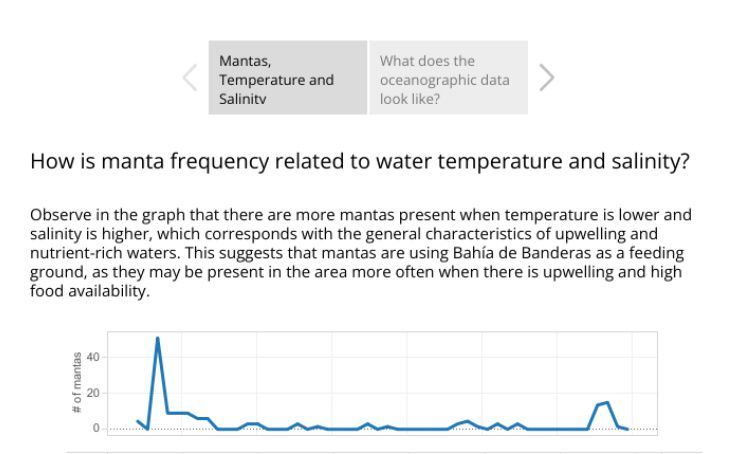 Mantas,
Temperature and
Salinity
What does the
oceanographic data
look like?
How is manta frequency related to water temperature and salinity?
Observe in the graph that there are more mantas present when temperature is lower and
salinity is higher, which corresponds with the general characteristics of upwelling and
nutrient-rich waters. This suggests that mantas are using Bahía de Banderas as a feeding
ground, as they may be present in the area more often when there is upwelling and high
food availability.
# of mantas
40
20
0